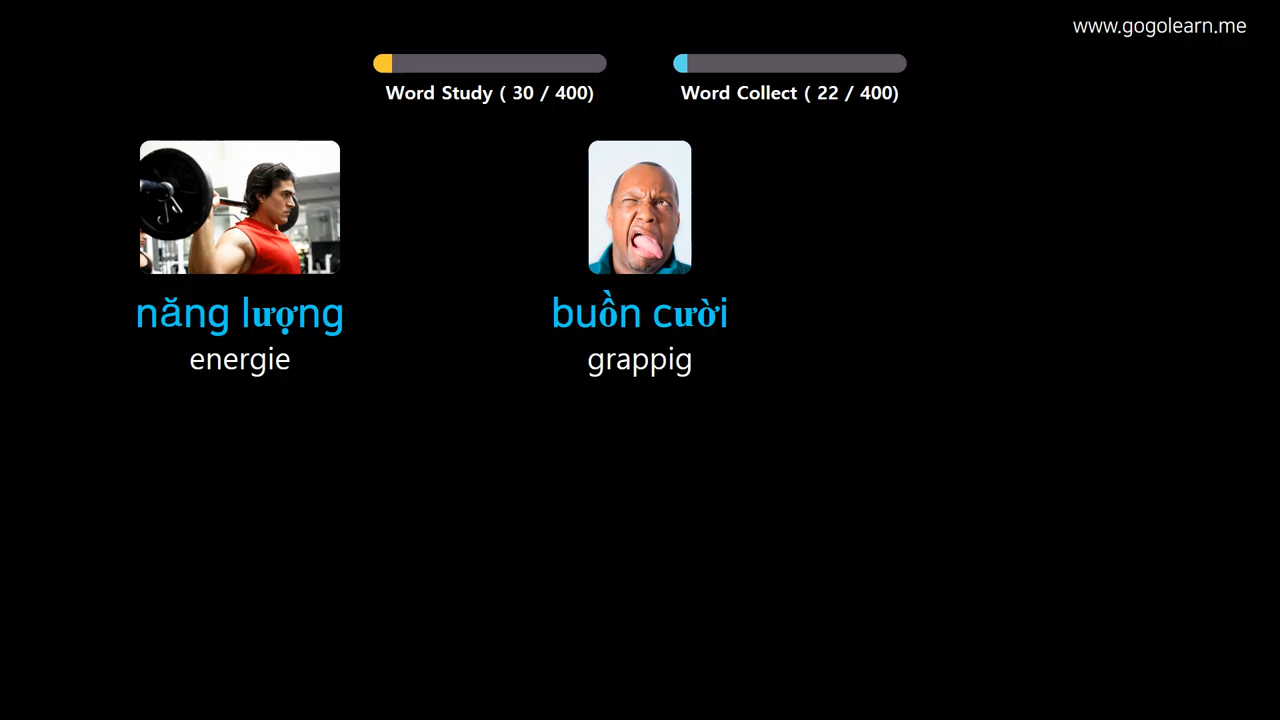 www.gogolearn.me
Word Study ( 30 / 400)
Word Collect ( 22 / 400)
năng lượng
energie
buồn cười
grappig